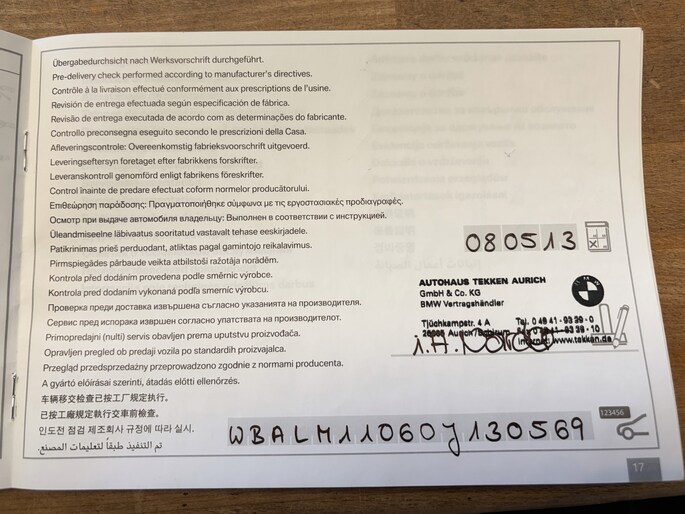 Übergabedurchsicht nach Werksvorschrift durchgeführt.
Pre-delivery check performed according to manufacturer's directives.
Contrôle à la livraison effectué conformément aux prescriptions de l'usine.
Revisión de entrega efectuada según especificación de fábrica.
Revisão de entrega executada de acordo com as determinações do fabricante.
Controllo preconsegna eseguito secondo le prescrizioni della Casa.
Afleveringscontrole: Overeenkomstig fabrieksvoorschrift uitgevoerd.
Leveringseftersyn foretaget efter fabrikkens forskrifter.
Leveranskontroll genomförd enligt fabrikens föreskrifter.
Control înainte de predare efectuat coform normelor producătorului.
Επιθεώρηση παράδοσης: Πραγματοποιήθηκε σύμφωνα με τις εργοστασιακές προδιαγραφές.
Осмотр при выдаче автомобиля владельцу: Выполнен в соответствии с инструкцией.
Üleandmiseelne läbivaatus sooritatud vastavalt tehase eeskirjadele.
Patikrinimas prieš perduodant, atliktas pagal gamintojo reikalavimus.
Pirmspiegādes pārbaude veikta atbilstoši ražotāja norādēm.
Kontrola před dodáním provedena podle směrnic výrobce.
Kontrola pred dodaním vykonaná podľa smerníc výrobcu.
Проверка преди доставка извършена съгласно указанията на производителя.
Сервис пред испорака извршен согласно упатствата на производителот.
Primopredajni (nulti) servis obavljen prema uputstvu proizvođača.
Opravljen pregled ob predaji vozila po standardih proizvajalca.
Przegląd przedsprzedażny przeprowadzono zgodnie z normami producenta.
A gyártó előírásai szerinti, átadás előtti ellenőrzés.
车辆移交检查已按工厂规定执行。
已按工廠規定執行交車前檢查。
인도전 점검 제조회사 규정에 따라 실시.
تم التنفيذ طبقاً لتعليمات المصنع.
080513
AUTOHAUS TEKKEN AURICH
GmbH & Co. KG
BMW Vertragshändler
Tjüchkampstr. 4 A Tel. 0 49 41 - 93 39 - 0
26605 Aurich 0 49 41 - 93 39 - 10
Internet: www.tekken.de
i.A.
123456
WBALM11060J130569
17